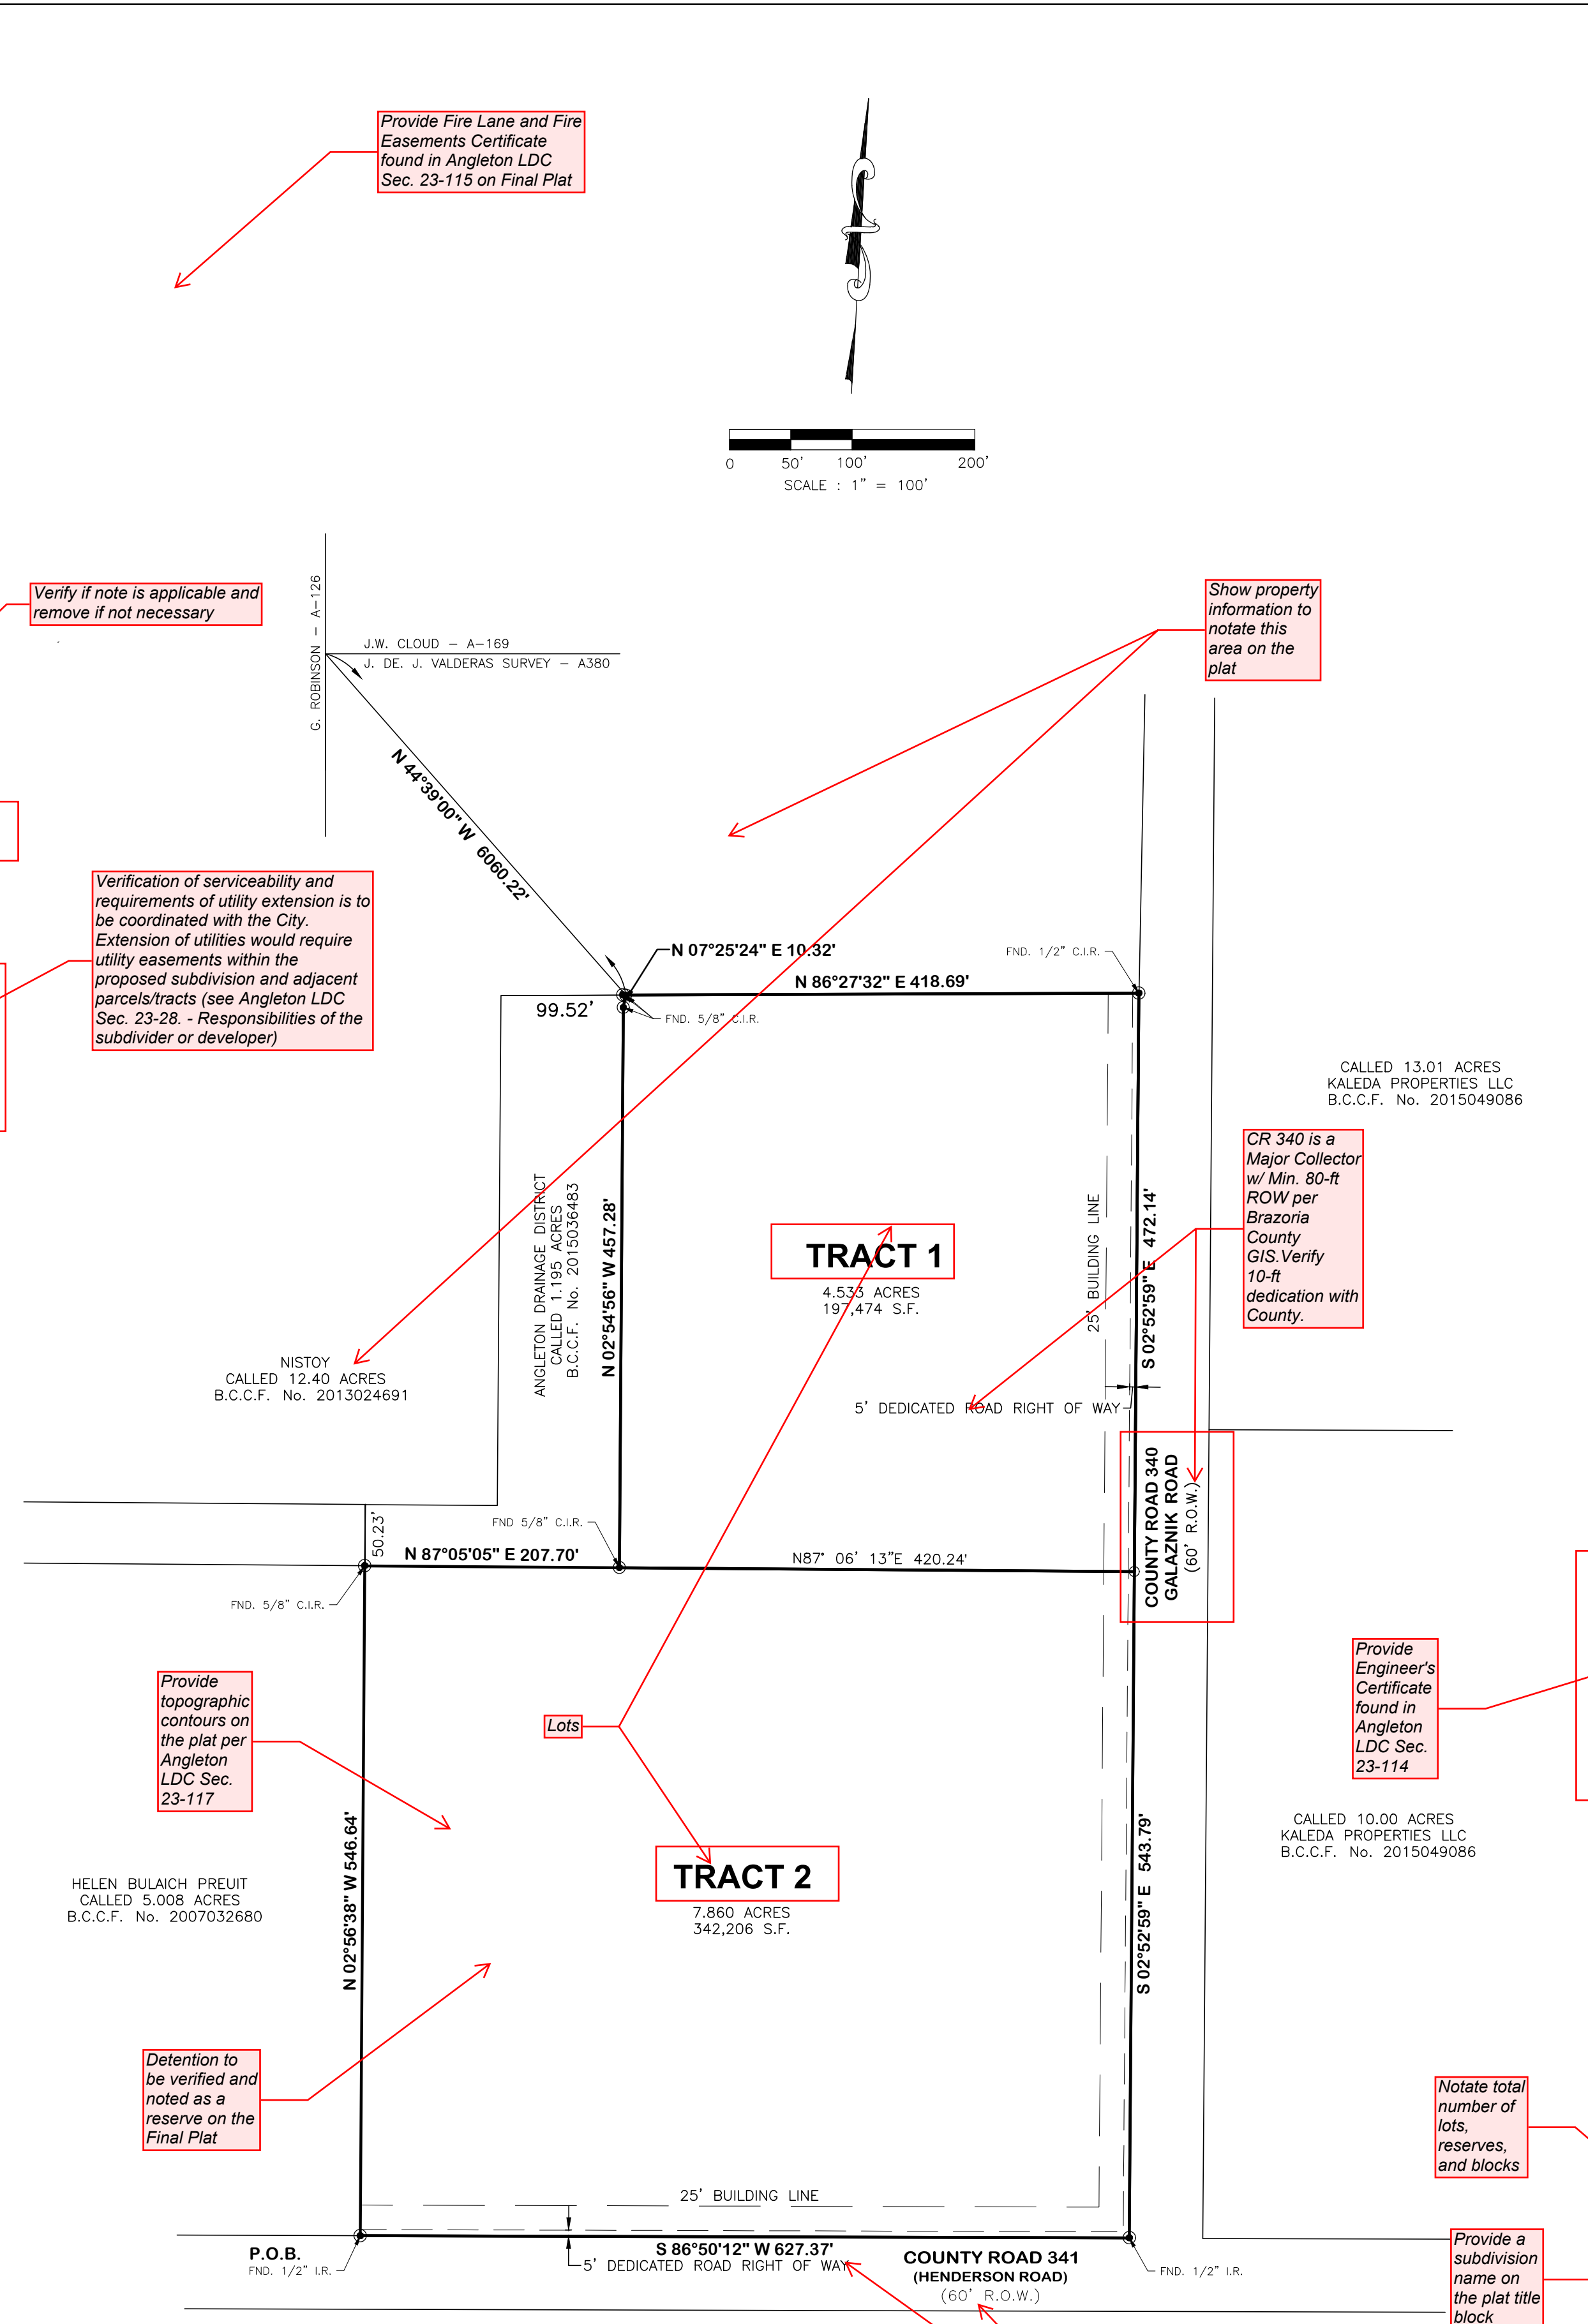 Provide Fire Lane and Fire
Easements Certificate
found in Angleton LDC
Sec. 23-115 on Final Plat
0 50' 100' 200'
SCALE : 1" = 100'
Verify if note is applicable and
remove if not necessary
G. ROBINSON - A-126
J.W. CLOUD - A-169
J. DE. J. VALDERAS SURVEY - A380
Show property
information to
notate this
area on the
plat
N 44°39'00" W 6060.22'
Verification of serviceability and
requirements of utility extension is to
be coordinated with the City.
Extension of utilities would require
utility easements within the
proposed subdivision and adjacent
parcels/tracts (see Angleton LDC
Sec. 23-28. - Responsibilities of the
subdivider or developer)
N 07°25'24" E 10.32'
FND. 1/2" C.I.R.
N 86°27'32" E 418.69'
99.52'
FND. 5/8" C.I.R.
CALLED 13.01 ACRES
KALEDA PROPERTIES LLC
B.C.C.F. No. 2015049086
CR 340 is a
Major Collector
w/ Min. 80-ft
ROW per
Brazoria
County
GIS.Verify
10-ft
dedication with
County.
ANGLETON DRAINAGE DISTRICT
CALLED 1.195 ACRES
B.C.C.F. No. 2015036483
N 02°54'56" W 457.28'
TRACT 1
4.533 ACRES
197,474 S.F.
25' BUILDING LINE
S 02°52'59" E 472.14'
NISTOY
CALLED 12.40 ACRES
B.C.C.F. No. 2013024691
5' DEDICATED ROAD RIGHT OF WAY
COUNTY ROAD 340
GALAZNIK ROAD
(60' R.O.W.)
50.23'
FND 5/8" C.I.R.
N 87°05'05" E 207.70'
N87° 06' 13"E 420.24'
FND. 5/8" C.I.R.
Provide
topographic
contours on
the plat per
Angleton
LDC Sec.
23-117
Lots
Provide
Engineer's
Certificate
found in
Angleton
LDC Sec.
23-114
CALLED 10.00 ACRES
KALEDA PROPERTIES LLC
B.C.C.F. No. 2015049086
HELEN BULAICH PREUIT
CALLED 5.008 ACRES
B.C.C.F. No. 2007032680
N 02°56'38" W 546.64'
TRACT 2
7.860 ACRES
342,206 S.F.
S 02°52'59" E 543.79'
Detention to
be verified and
noted as a
reserve on the
Final Plat
Notate total
number of
lots,
reserves,
and blocks
25' BUILDING LINE
P.O.B.
FND. 1/2" I.R.
S 86°50'12" W 627.37'
5' DEDICATED ROAD RIGHT OF WAY
COUNTY ROAD 341
(HENDERSON ROAD)
(60' R.O.W.)
FND. 1/2" I.R.
Provide a
subdivision
name on
the plat title
block